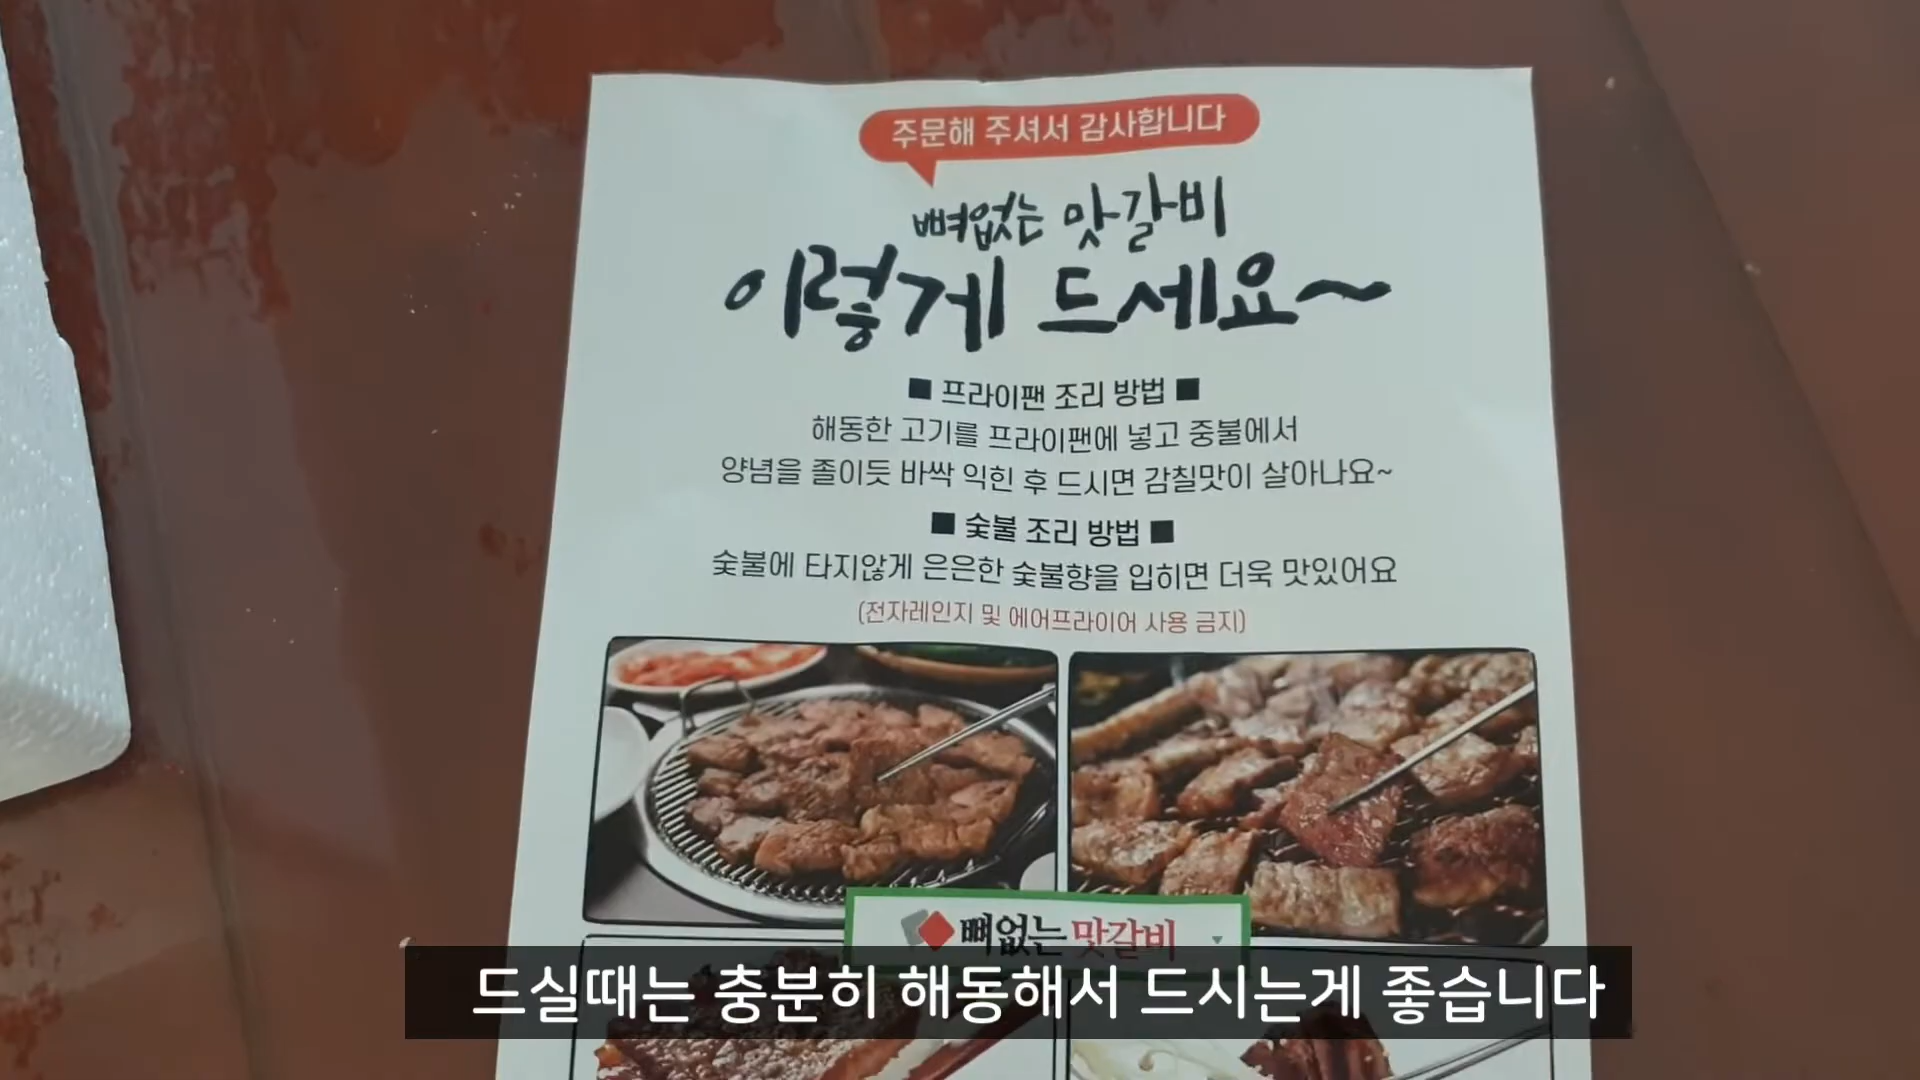 주문해 주셔서 감사합니다
뼈없는 맛갈비
이렇게 드세요~
■ 프라이팬 조리 방법 ■
해동한 고기를 프라이팬에 넣고 중불에서
양념을 졸이듯 바싹 익힌 후 드시면 감칠맛이 살아나요~
■ 숯불 조리 방법 ■
숯불에 타지않게 은은한 숯불향을 입히면 더욱 맛있어요
(전자레인지 및 에어프라이어 사용 금지)
뼈없는 맛갈비
드실때는 충분히 해동해서 드시는게 좋습니다